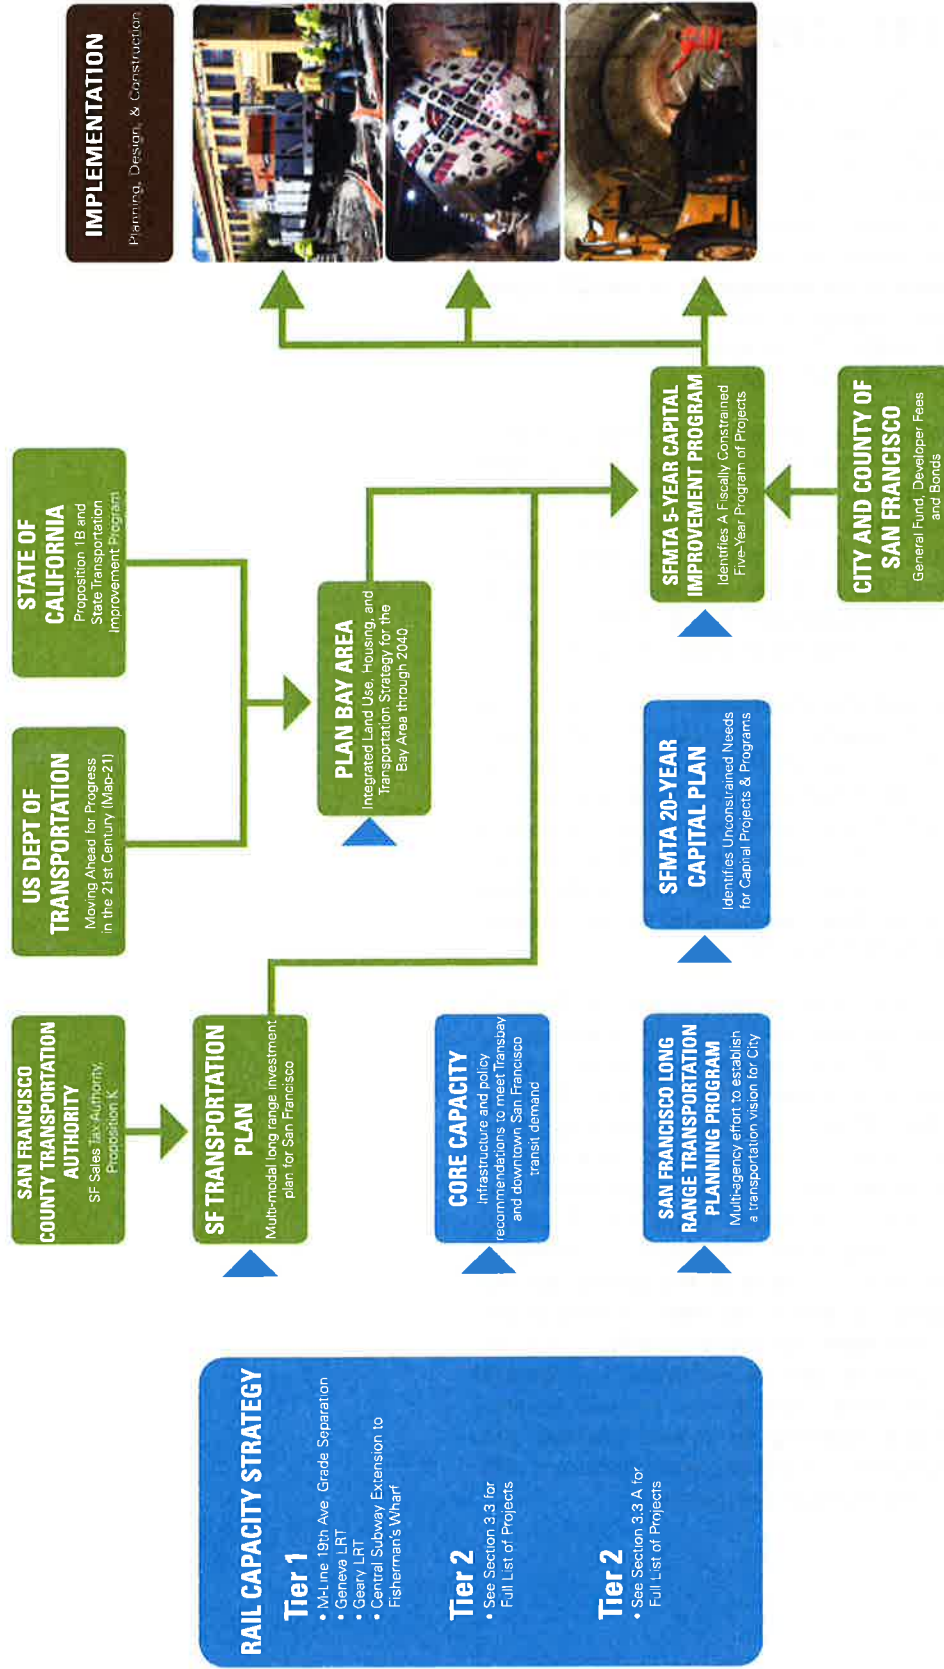 RAIL CAPACITY STRATEGY
Tier 1
• M-Line 19th Ave. Grade Separation
• Geneva LRT
• Geary LRT
• Central Subway Extension to
Fisherman's Wharf
Tier 2
• See Section 3.3 for
Full List of Projects
Tier 2
• See Section 3.3 A for
Full List of Projects
SAN FRANCISCO
COUNTY TRANSPORTATION
AUTHORITY
SF Sales tax Authority,
Proposition K
SF TRANSPORTATION
PLAN
Multi-modal long range investment
plan for San Francisco
CORE CAPACITY
Infrastructure and policy
recommendations to meet Transbay
and downtown San Francisco
transit demand
SAN FRANCISCO LONG
RANGE TRANSPORTATION
PLANNING PROGRAM
Multi-agency effort to establish
a transportation vision for City
US DEPT OF
TRANSPORTATION
Moving Ahead for Progress
in the 21st Century (Map-21)
STATE OF
CALIFORNIA
Proposition 1B and
State Transportation
Improvement Program
PLAN BAY AREA
Integrated Land Use, Housing, and
Transportation Strategy for the
Bay Area through 2040
SFMTA 20-YEAR
CAPITAL PLAN
Identifies Unconstrained Needs
for Capital Projects & Programs
SFMTA 5-YEAR CAPITAL
IMPROVEMENT PROGRAM
Identifies A Fiscally Constrained
Five-Year Program of Projects
CITY AND COUNTY OF
SAN FRANCISCO
General Fund, Developer Fees
and Bonds
IMPLEMENTATION
Planning, Design, & Construction